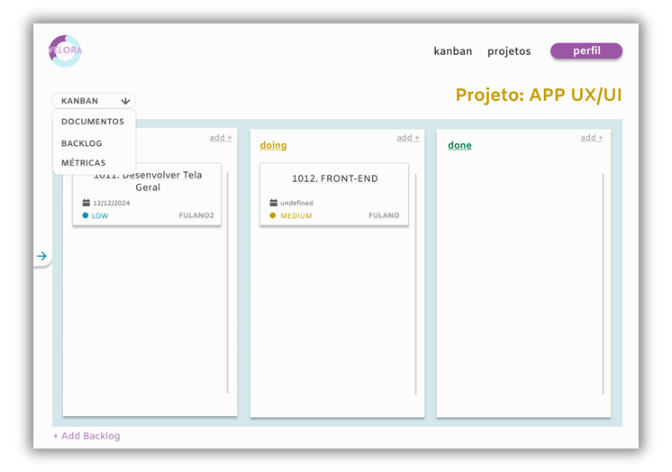 VELORA
kanban projetos perfil
Projeto: APP UX/UI
KANBAN
DOCUMENTOS
BACKLOG
MÉTRICAS
add +
1011. Desenvolver Tela
Geral
12/12/2024
LOW FULANO2
doing add +
1012. FRONT-END
undefined
MEDIUM FULANO
done add +
+ Add Backlog